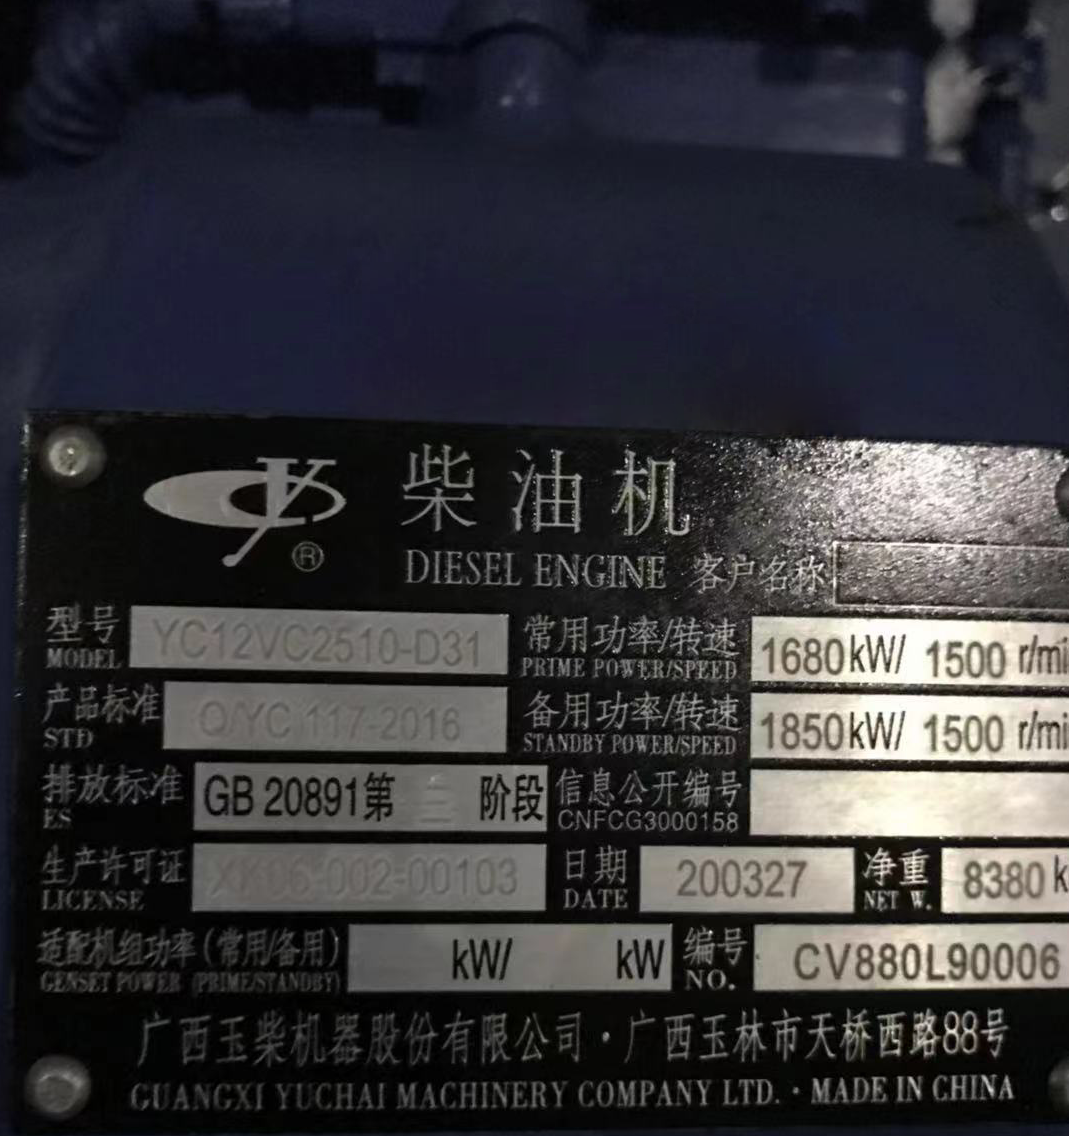 柴油机
®
DIESEL ENGINE 客户名称
型号 YC12VC2510-D31 常用功率/转速 1680kW/ 1500 r/mi
MODEL PRIME POWER/SPEED
产品标准 Q/YC 117-2016 备用功率/转速 1850kW/ 1500 r/mi
STD STANDBY POWER/SPEED
排放标准 GB 20891第 三 阶段 信息公开编号
ES CNFCG3000158
生产许可证 XK06-002-00103 日期 200327 净重 8380k
LICENSE DATE NET W.
适配机组功率(常用/备用) kW/ kW 编号 CV880L90006
GENSET POWER (PRIME/STANDBY) NO.
广西玉柴机器股份有限公司·广西玉林市天桥西路88号
GUANGXI YUCHAI MACHINERY COMPANY LTD. · MADE IN CHINA